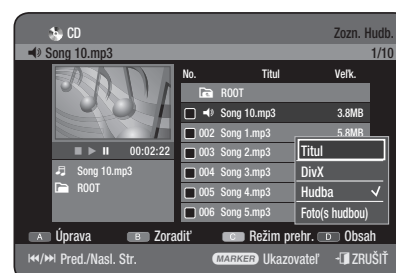 CD Zozn. Hudb.
Song 10.mp3 1/10
No. Titul Veľk.
ROOT
Song 10.mp3 3.8MB
002 Song 1.mp3 5.8MB
003 Song 2.mp3
004 Song 3.mp3
005 Song 4.mp3
006 Song 5.mp3
00:02:22
Song 10.mp3
ROOT
Titul
DivX
Hudba ✓
Foto(s hudbou)
A Úprava B Zoradiť C Režim prehr. D Obsah
Pred./Nasl. Str. MARKER Ukazovateľ ZRUŠIŤ